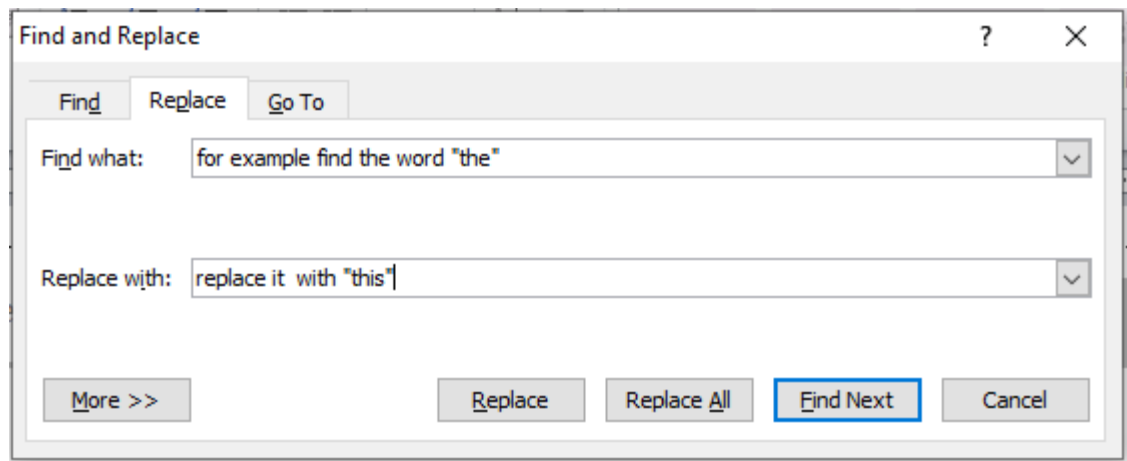 Find and Replace ?
Find Replace Go To
Find what: for example find the word "the"
Replace with: replace it  with "this"
More >> Replace Replace All Find Next Cancel